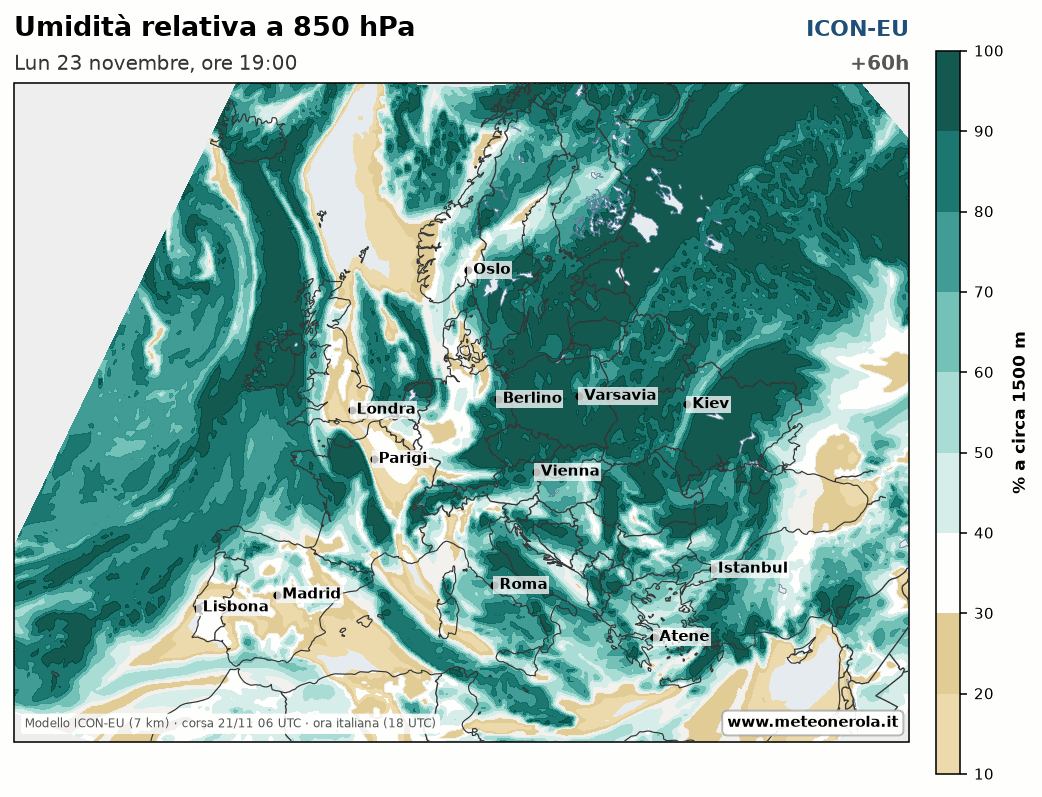 Umidità relativa a 850 hPa
ICON-EU
Lun 23 novembre, ore 19:00
+60h
100
90
80
70
60
50
40
30
20
10
% a circa 1500 m
Oslo
Londra
Berlino
Varsavia
Kiev
Parigi
Vienna
Istanbul
Roma
Madrid
Lisbona
Atene
Modello ICON-EU (7 km) · corsa 21/11 06 UTC · ora italiana (18 UTC)
www.meteonerola.it